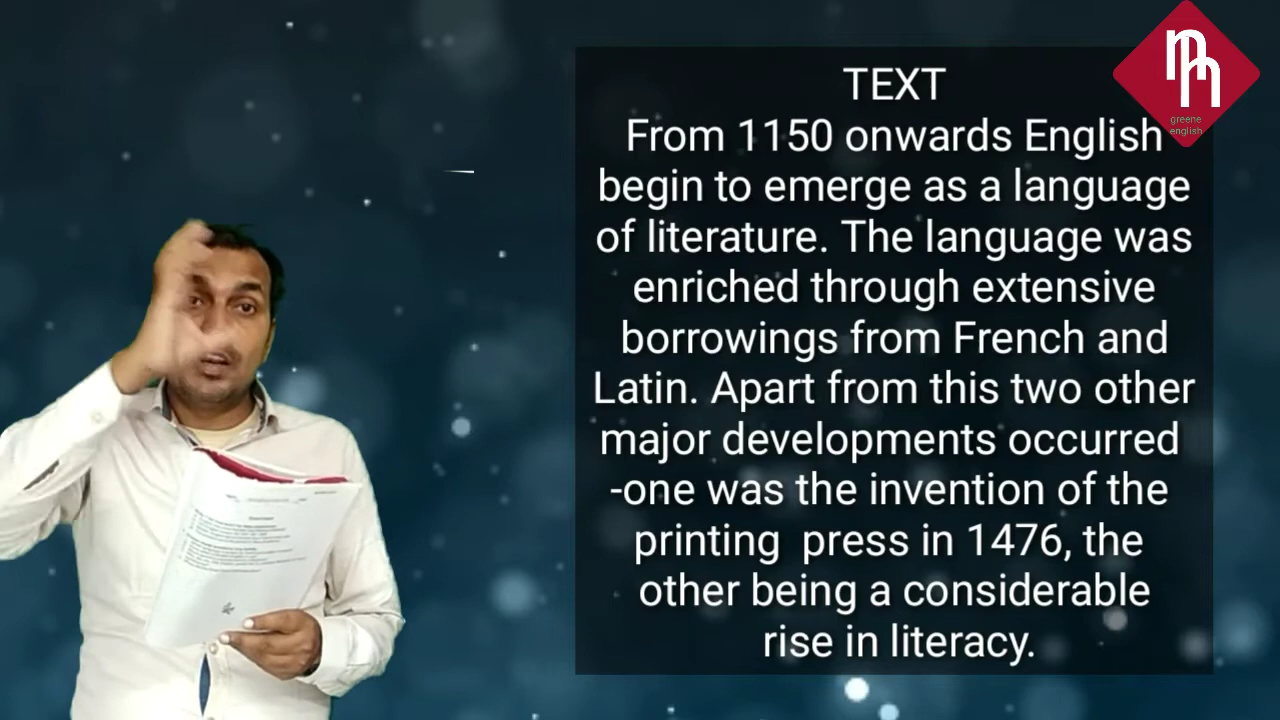 TEXT
From 1150 onwards English
begin to emerge as a language
of literature. The language was
enriched through extensive
borrowings from French and
Latin. Apart from this two other
major developments occurred
-one was the invention of the
printing press in 1476, the
other being a considerable
rise in literacy.
greene
english